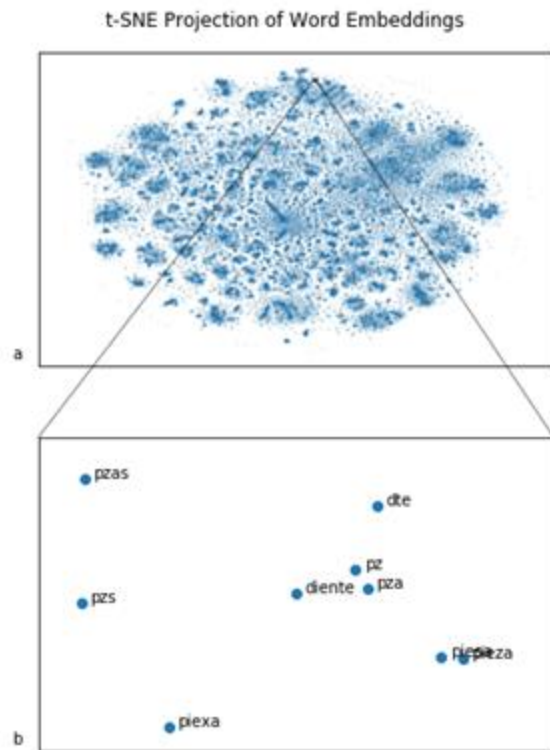 t-SNE Projection of Word Embeddings
a
pzas
dte
pz
pza
diente
pzs
pieza
piexa
b